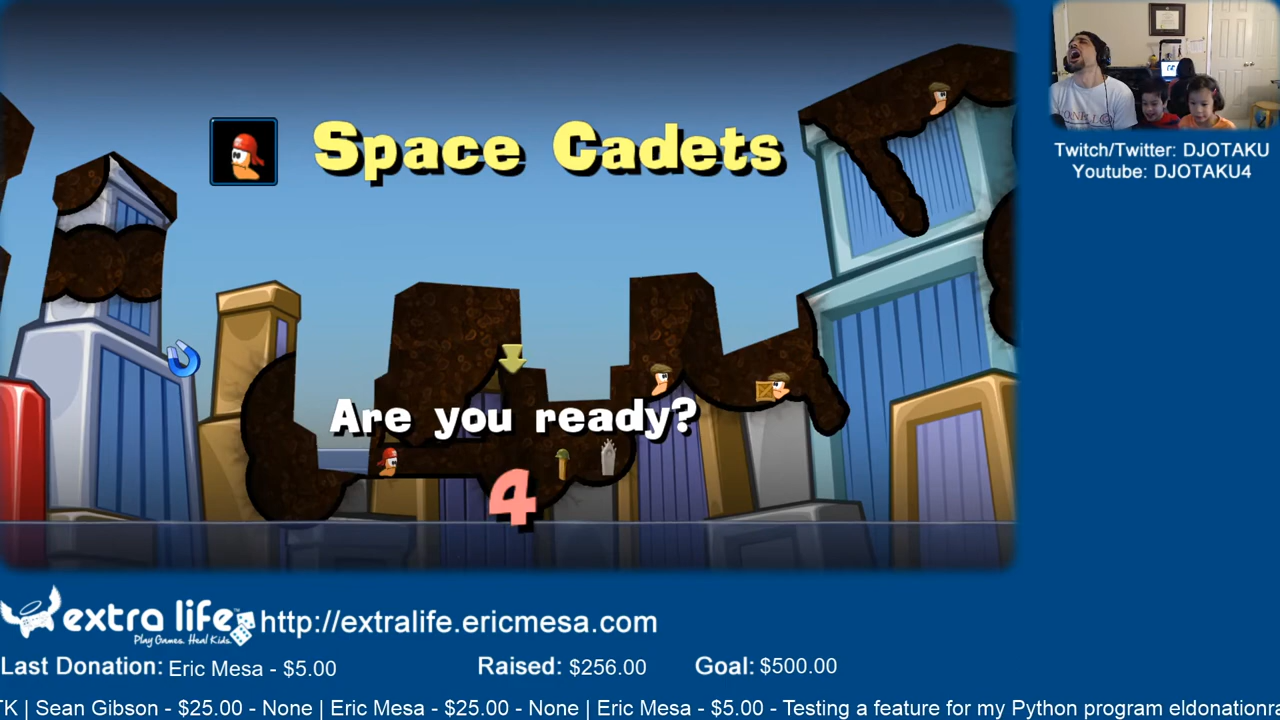 Space Cadets
Are you ready?
4
Twitch/Twitter: DJOTAKU
Youtube: DJOTAKU4
extra life
Play Games. Heal Kids.
http://extralife.ericmesa.com
Last Donation: Eric Mesa - $5.00 Raised: $256.00 Goal: $500.00
TK | Sean Gibson - $25.00 - None | Eric Mesa - $25.00 - None | Eric Mesa - $5.00 - Testing a feature for my Python program eldonationra